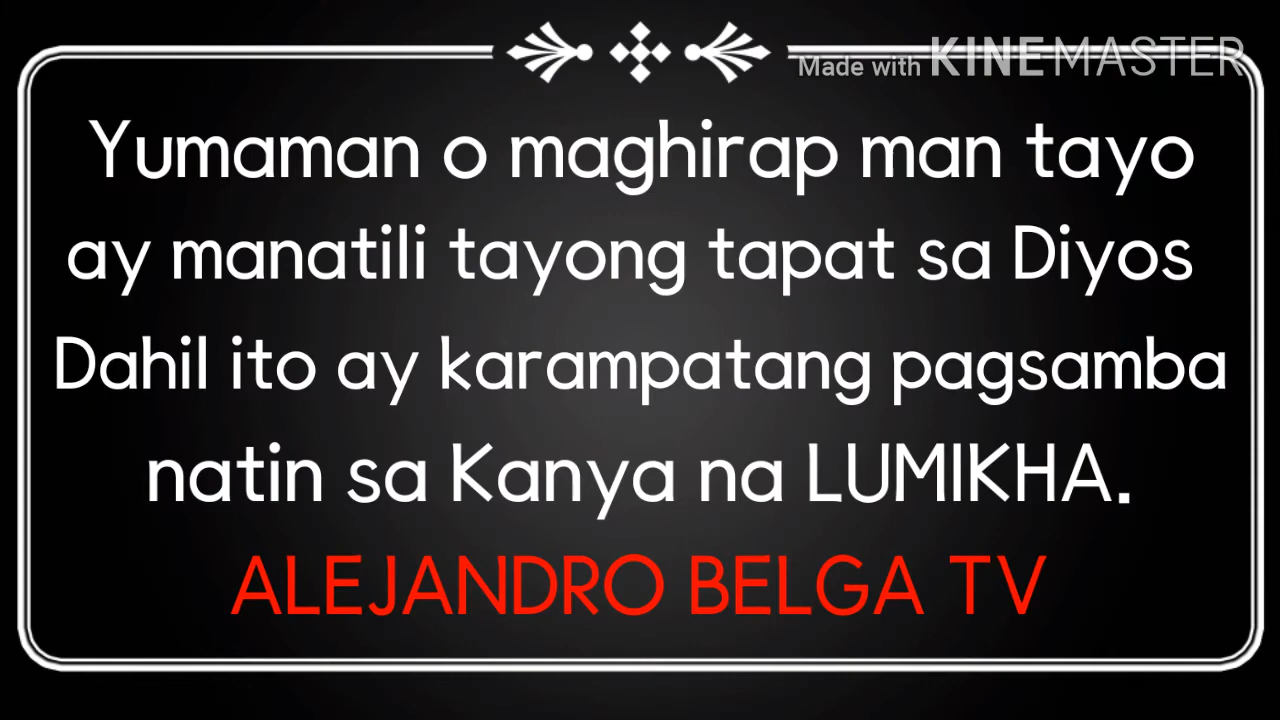 Made with KINEMASTER
Yumaman o maghirap man tayo
ay manatili tayong tapat sa Diyos
Dahil ito ay karampatang pagsamba
natin sa Kanya na LUMIKHA.
ALEJANDRO BELGA TV